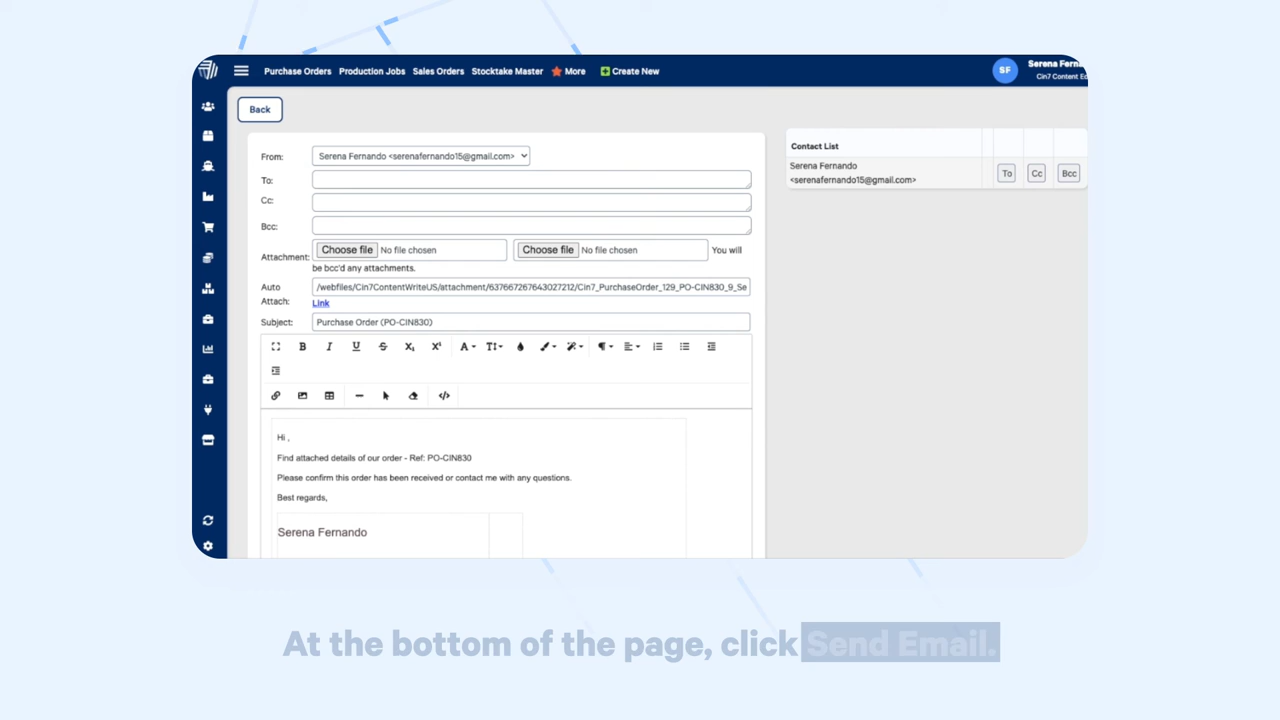 Purchase Orders Production Jobs Sales Orders Stocktake Master More Create New
SF
Serena Fern
Cin7 Content Ed
Back
From: Serena Fernando <serenafernando15@gmail.com>
To:
Cc:
Bcc:
Attachment: Choose file No file chosen Choose file No file chosen You will
be bcc'd any attachments.
Auto
Attach: /webfiles/Cin7ContentWriteUS/attachment/637667267643027212/Cin7_PurchaseOrder_129_PO-CIN830_9_Se
Link
Subject: Purchase Order (PO-CIN830)
Hi ,
Find attached details of our order - Ref: PO-CIN830
Please confirm this order has been received or contact me with any questions.
Best regards,
Serena Fernando
Contact List
Serena Fernando
<serenafernando15@gmail.com>
To Cc Bcc
At the bottom of the page, click Send Email.